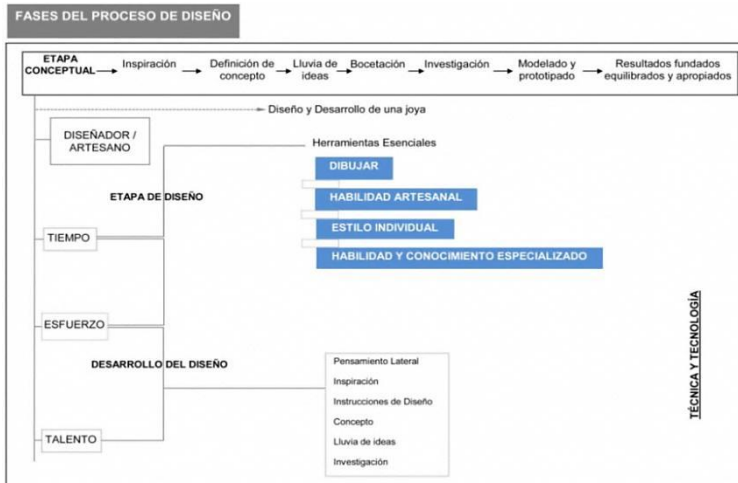 FASES DEL PROCESO DE DISEÑO
ETAPA
CONCEPTUAL
Inspiración
Definición de
concepto
Lluvia de
ideas
Bocetación
Investigación
Modelado y
prototipado
Resultados fundados
equilibrados y apropiados
Diseño y Desarrollo de una joya
DISEÑADOR /
ARTESANO
Herramientas Esenciales
DIBUJAR
ETAPA DE DISEÑO
HABILIDAD ARTESANAL
ESTILO INDIVIDUAL
TIEMPO
HABILIDAD Y CONOCIMIENTO ESPECIALIZADO
ESFUERZO
DESARROLLO DEL DISEÑO
Pensamiento Lateral
Inspiración
Instrucciones de Diseño
Concepto
Lluvia de ideas
Investigación
TALENTO
TÉCNICA Y TECNOLOGÍA